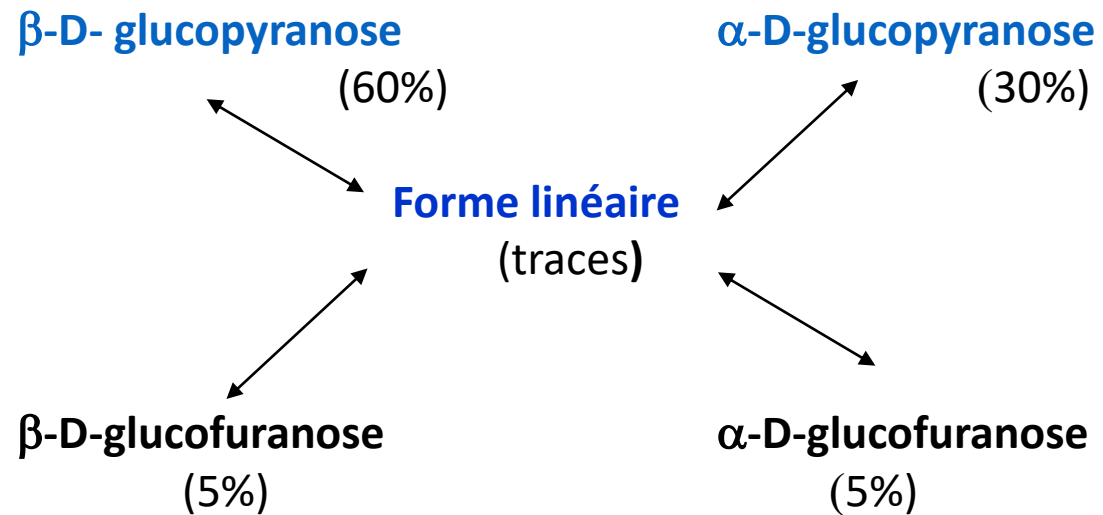 β-D- glucopyranose
(60%)
α-D-glucopyranose
(30%)
Forme linéaire
(traces)
β-D-glucofuranose
(5%)
α-D-glucofuranose
(5%)